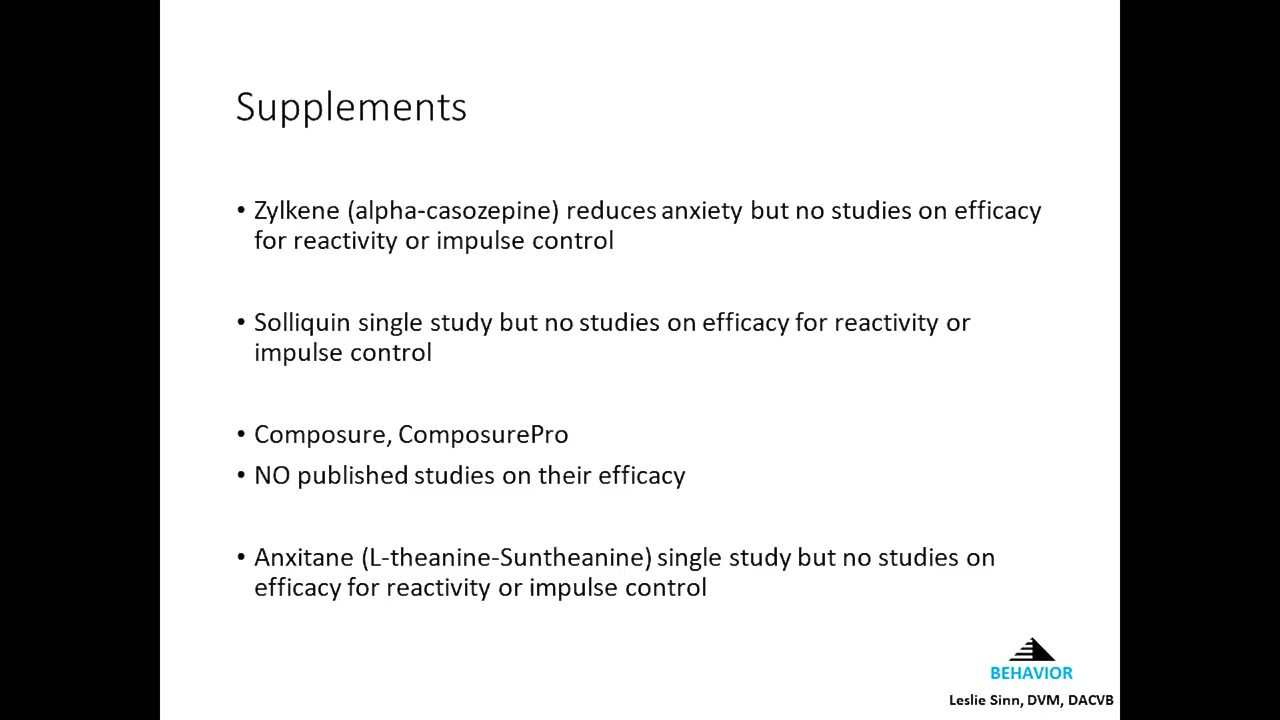 Supplements
• Zylkene (alpha-casozepine) reduces anxiety but no studies on efficacy
for reactivity or impulse control
• Solliquin single study but no studies on efficacy for reactivity or
impulse control
• Composure, ComposurePro
• NO published studies on their efficacy
• Anxitane (L-theanine-Suntheanine) single study but no studies on
efficacy for reactivity or impulse control
BEHAVIOR
Leslie Sinn, DVM, DACVB